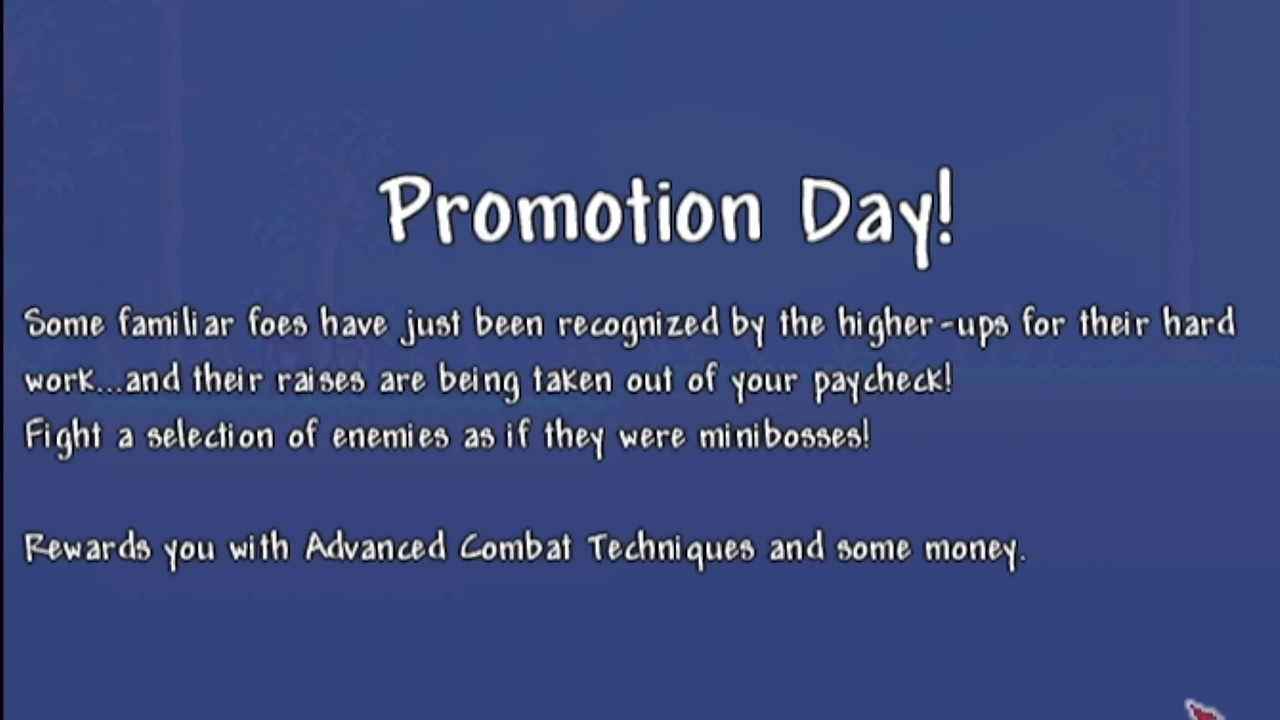 Promotion Day!
Some familiar foes have just been recognized by the higher-ups for their hard
work...and their raises are being taken out of your paycheck!
Fight a selection of enemies as if they were minibosses!
Rewards you with Advanced Combat Techniques and some money.